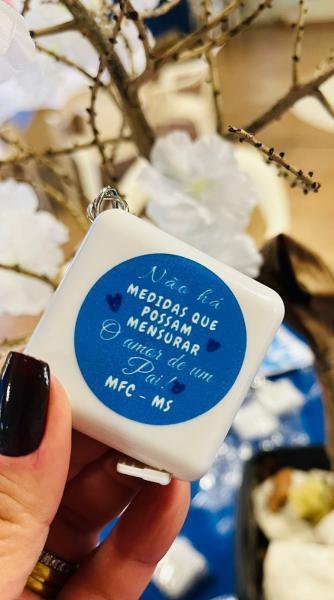 Não há
MEDIDAS QUE
POSSAM
MENSURAR
O amor de um
Pai!
MFC - MS